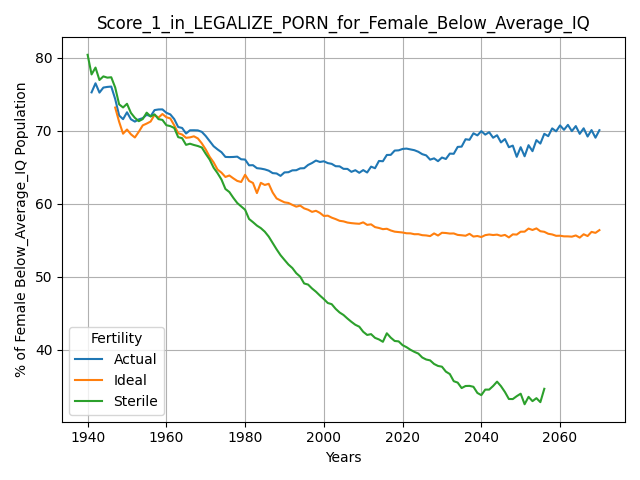 Score_1_in_LEGALIZE_PORN_for_Female_Below_Average_IQ
% of Female Below_Average_IQ Population
80
70
60
50
40
Fertility
Actual
Ideal
Sterile
1940 1960 1980 2000 2020 2040 2060
Years